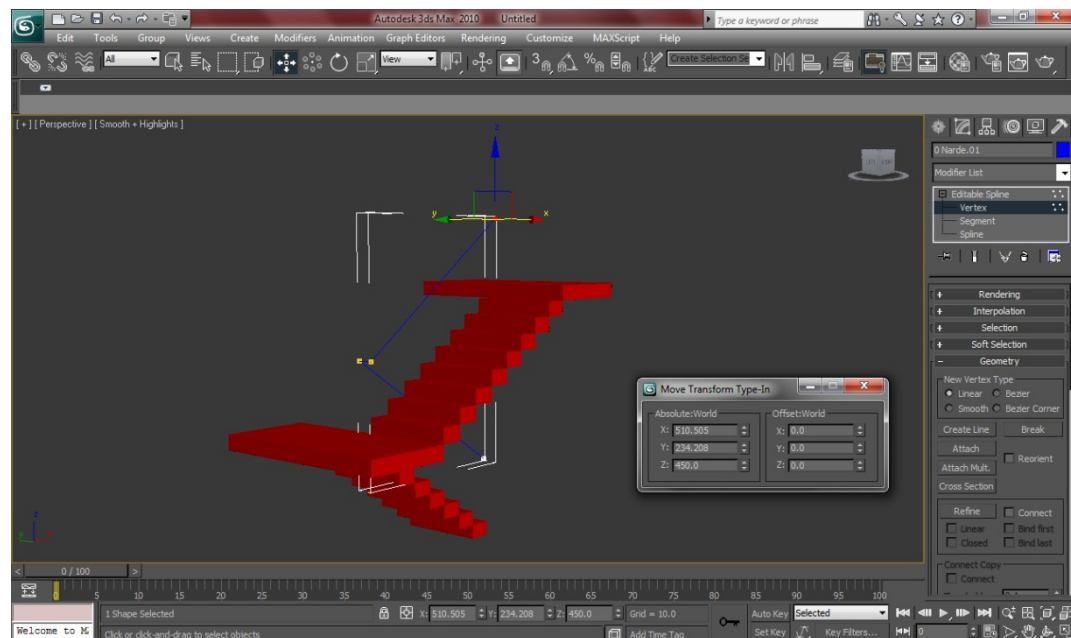 Autodesk 3ds Max 2010 Untitled
Type a keyword or phrase
Edit Tools Group Views Create Modifiers Animation Graph Editors Rendering Customize MAXScript Help
All
View
3
Create Selection Se
[ + ] [ Perspective ] [ Smooth + Highlights ]
z
y
x
0 Narde.01
Modifier List
Editable Spline
Vertex
Segment
Spline
+ Rendering
+ Interpolation
+ Selection
+ Soft Selection
- Geometry
New Vertex Type
Linear Bezier
Smooth Bezier Corner
Create Line Break
Attach
Reorient
Attach Mult.
Cross Section
Refine Connect
Linear Bind first
Closed Bind last
Connect Copy
Connect
Move Transform Type-In
Absolute:World Offset:World
X: 510.505 X: 0.0
Y: 234.208 Y: 0.0
Z: 450.0 Z: 0.0
z
< 0 / 100 >
0 5 10 15 20 25 30 35 40 45 50 55 60 65 70 75 80 85 90 95 100
1 Shape Selected X: 510.505 Y: 234.208 Z: 450.0 Grid = 10.0 Auto Key Selected
Welcome to M Click or click-and-drag to select objects Add Time Tag Set Key Key Filters... 0